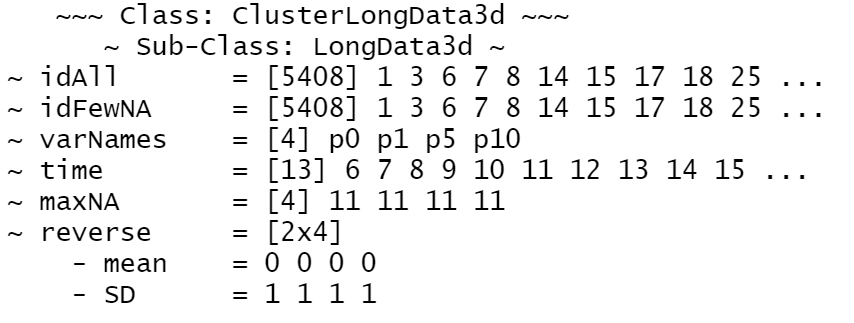 ~~~ Class: ClusterLongData3d ~~~
~ Sub-Class: LongData3d ~
~ idAll = [5408] 1 3 6 7 8 14 15 17 18 25 ...
~ idFewNA = [5408] 1 3 6 7 8 14 15 17 18 25 ...
~ varNames = [4] p0 p1 p5 p10
~ time = [13] 6 7 8 9 10 11 12 13 14 15 ...
~ maxNA = [4] 11 11 11 11
~ reverse = [2x4]
- mean = 0 0 0 0
- SD = 1 1 1 1